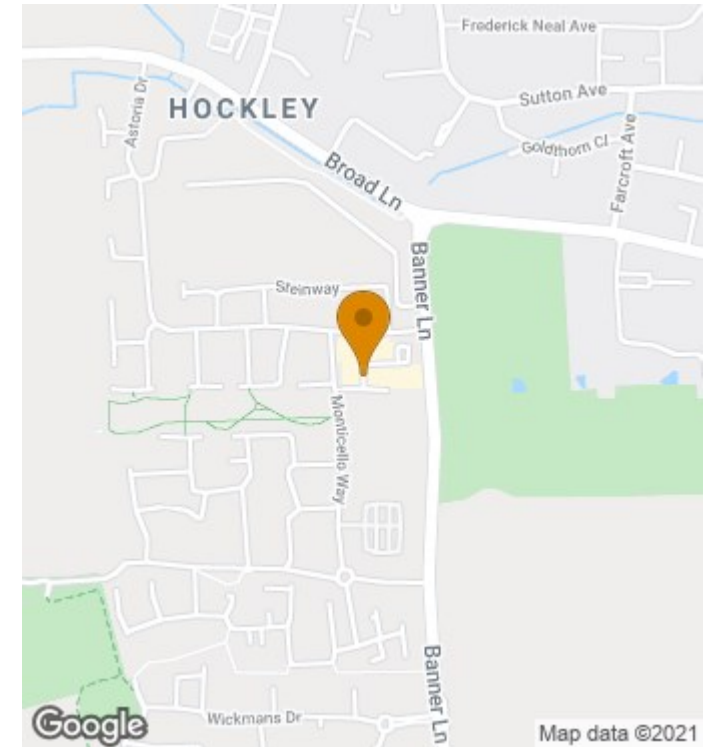 Frederick Neal Ave
Sutton Ave
Astoria Dr
HOCKLEY
Goldthorn Cl
Farcroft Ave
Broad Ln
Banner Ln
Steinway
Monticello Way
Banner Ln
Wickmans Dr
Google
Map data ©2021